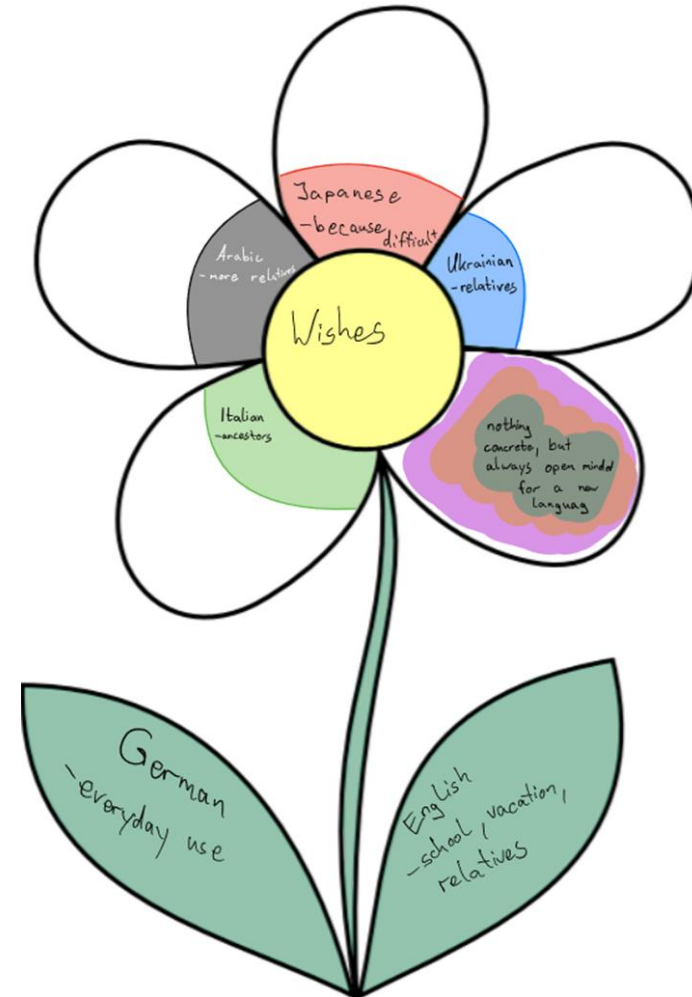 Japanese
-because difficult
Arabic
-more relatives
Ukrainian
-relatives
Wishes
Italian
-ancestors
nothing
concrete, but
always open minded
for a new
languag
German
-everyday use
English
-school, vacation,
relatives